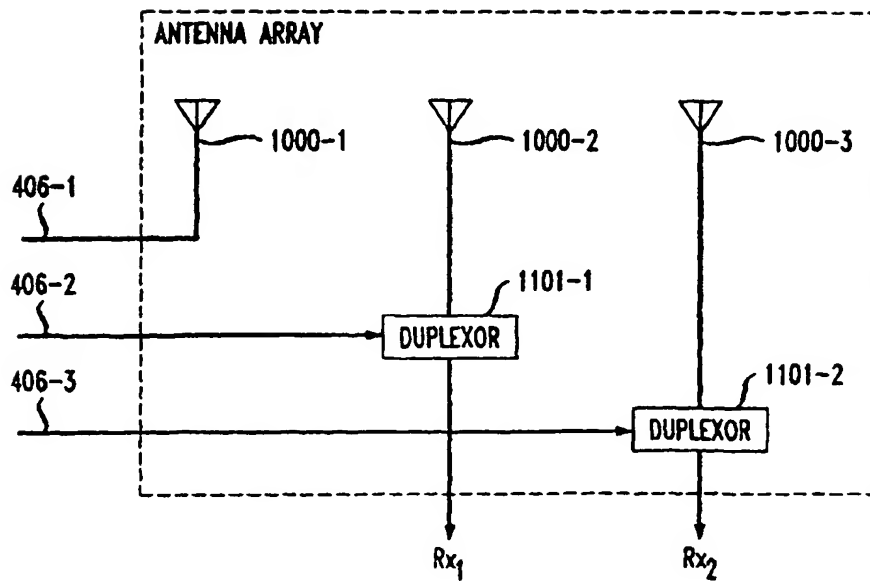 ANTENNA ARRAY
1000-1
1000-2
1000-3
406-1
406-2
1101-1
DUPLEXOR
406-3
1101-2
DUPLEXOR
Rx1
Rx2